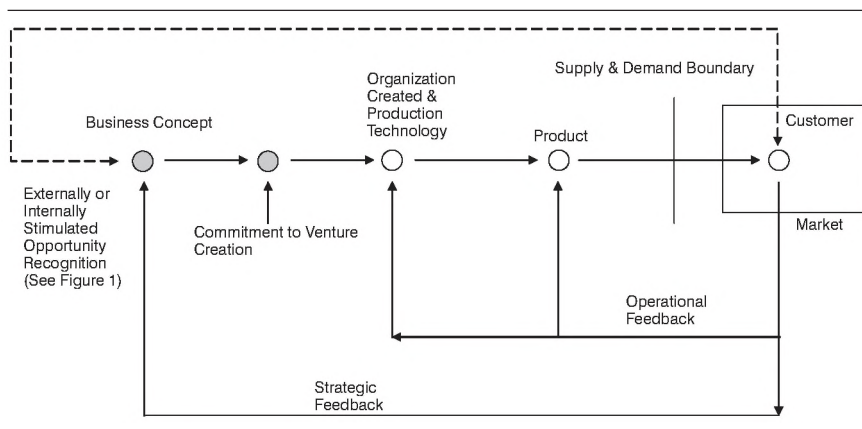 Supply & Demand Boundary
Organization
Created &
Production
Technology
Business Concept
Product
Customer
Externally or
Internally
Stimulated
Opportunity
Recognition
(See Figure 1)
Commitment to Venture
Creation
Market
Operational
Feedback
Strategic
Feedback